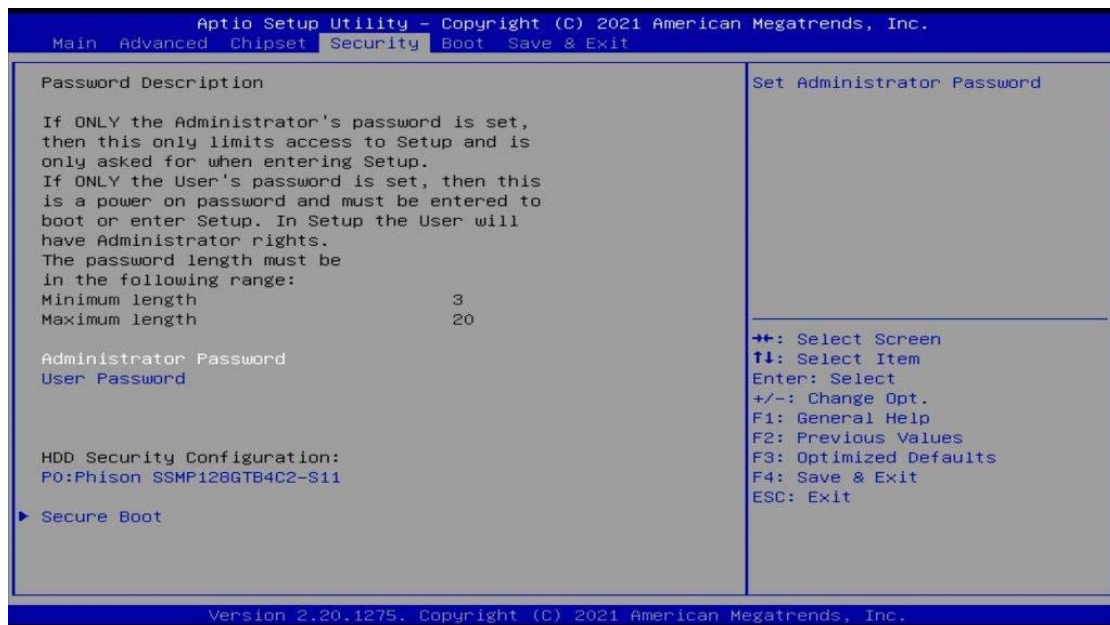 Aptio Setup Utility – Copyright (C) 2021 American Megatrends, Inc.
Main Advanced Chipset Security Boot Save & Exit
Password Description
If ONLY the Administrator's password is set,
then this only limits access to Setup and is
only asked for when entering Setup.
If ONLY the User's password is set, then this
is a power on password and must be entered to
boot or enter Setup. In Setup the User will
have Administrator rights.
The password length must be
in the following range:
Minimum length 3
Maximum length 20
Administrator Password
User Password
HDD Security Configuration:
P0:Phison SSMP128GTB4C2-S11
▶ Secure Boot
Set Administrator Password
→←: Select Screen
↑↓: Select Item
Enter: Select
+/-: Change Opt.
F1: General Help
F2: Previous Values
F3: Optimized Defaults
F4: Save & Exit
ESC: Exit
Version 2.20.1275. Copyright (C) 2021 American Megatrends, Inc.